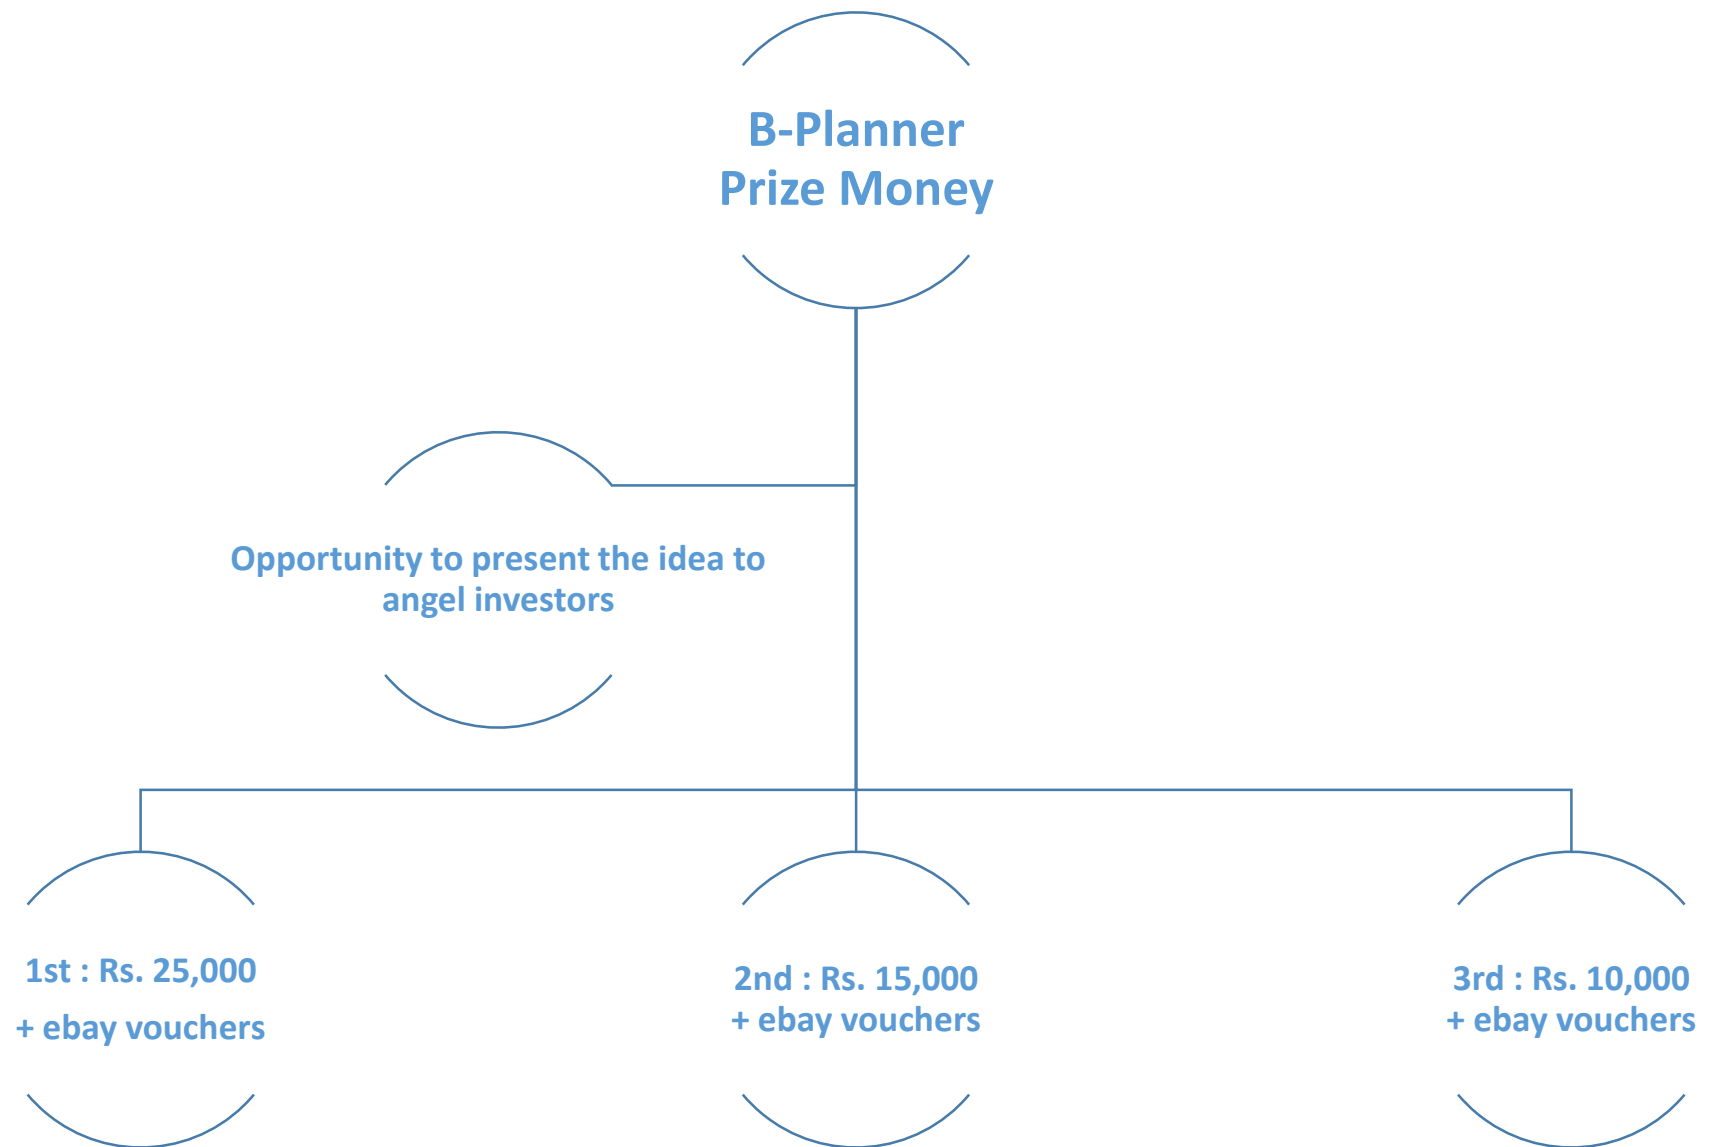 B-Planner
Prize Money
Opportunity to present the idea to
angel investors
1st : Rs. 25,000
+ ebay vouchers
2nd : Rs. 15,000
+ ebay vouchers
3rd : Rs. 10,000
+ ebay vouchers